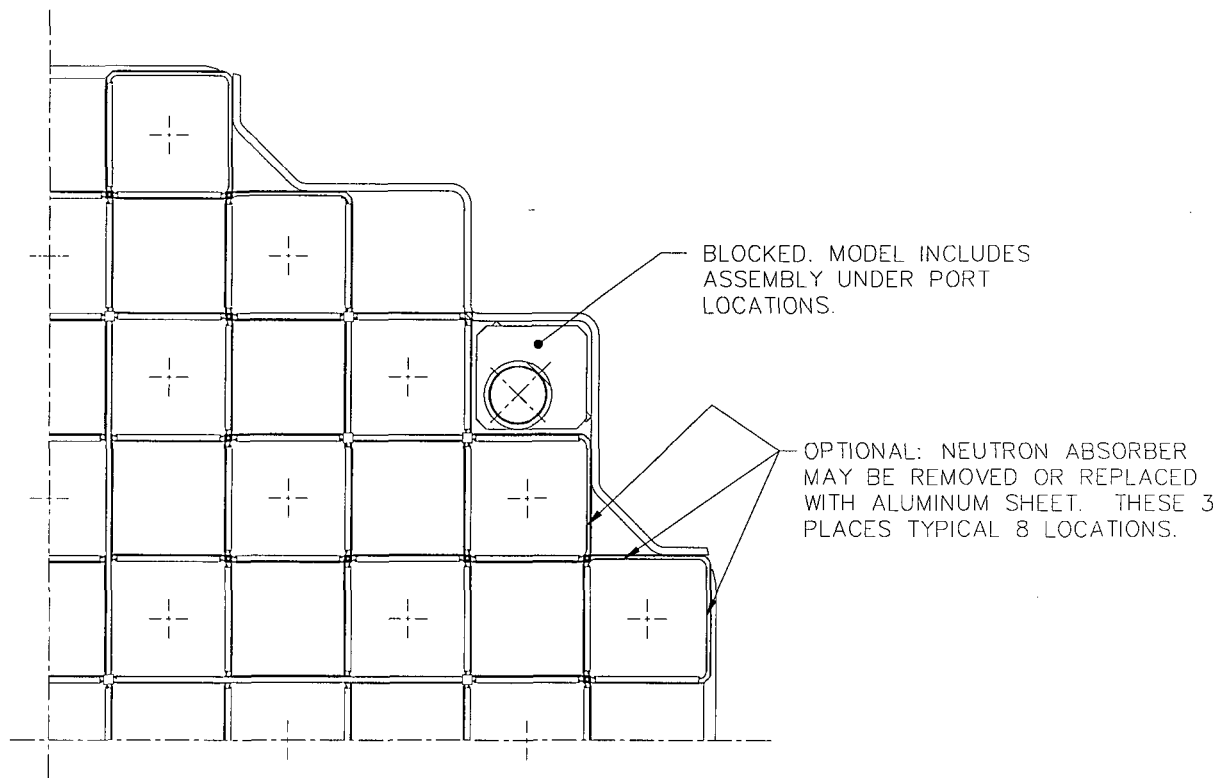 BLOCKED. MODEL INCLUDES
ASSEMBLY UNDER PORT
LOCATIONS.
OPTIONAL: NEUTRON ABSORBER
MAY BE REMOVED OR REPLACED
WITH ALUMINUM SHEET. THESE 3
PLACES TYPICAL 8 LOCATIONS.